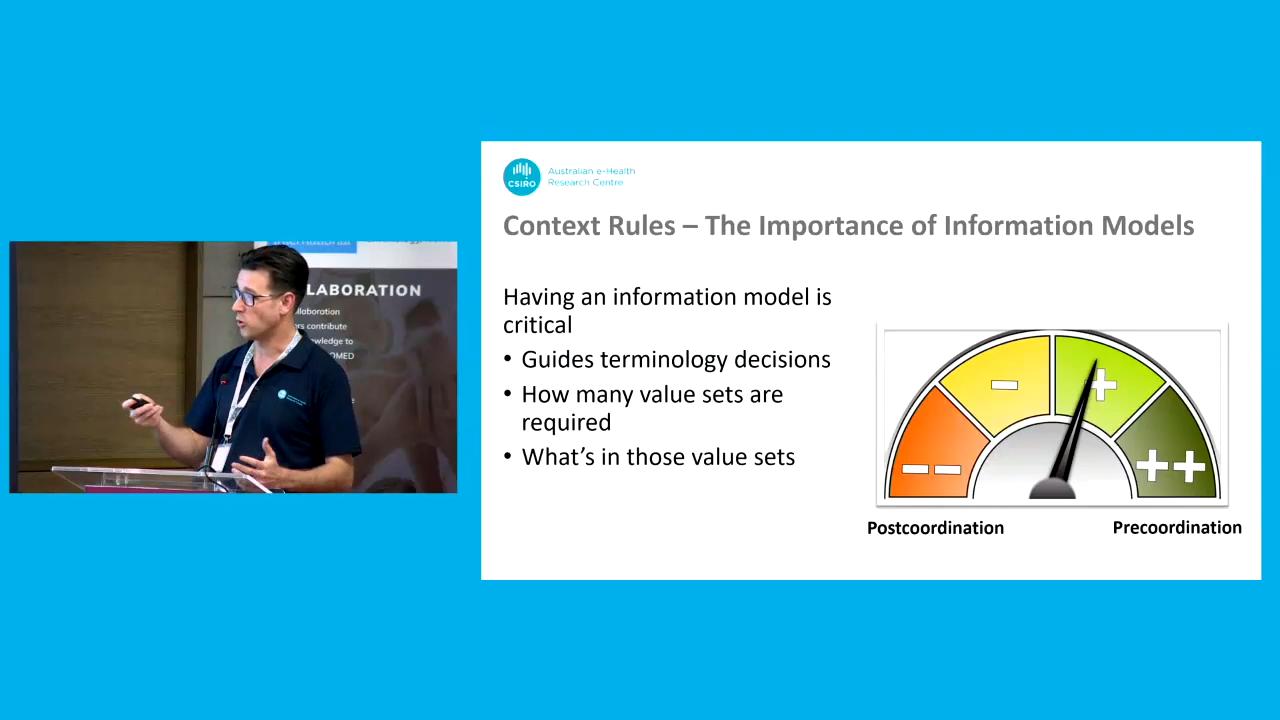 LABORATION
llaboration
rs contribute
wledge to
OMED
CSIRO
Australian e-Health
Research Centre
Context Rules – The Importance of Information Models
Having an information model is
critical
• Guides terminology decisions
• How many value sets are
required
• What's in those value sets
Postcoordination
Precoordination